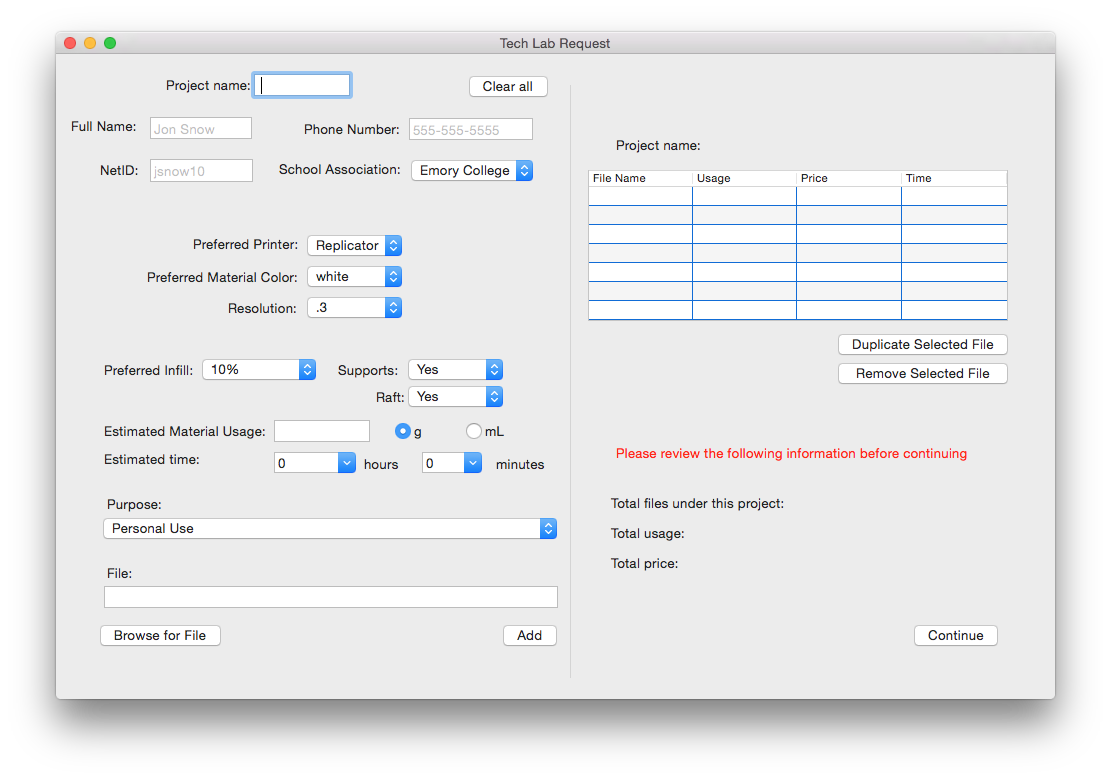 Tech Lab Request
Project name:
Clear all
Full Name: Jon Snow
Phone Number: 555-555-5555
NetID: jsnow10
School Association: Emory College
Preferred Printer: Replicator
Preferred Material Color: white
Resolution: .3
Preferred Infill: 10%
Supports: Yes
Raft: Yes
Estimated Material Usage: g mL
Estimated time: 0 hours 0 minutes
Purpose:
Personal Use
File:
Browse for File
Add
Project name:
File Name Usage Price Time
Duplicate Selected File
Remove Selected File
Please review the following information before continuing
Total files under this project:
Total usage:
Total price:
Continue